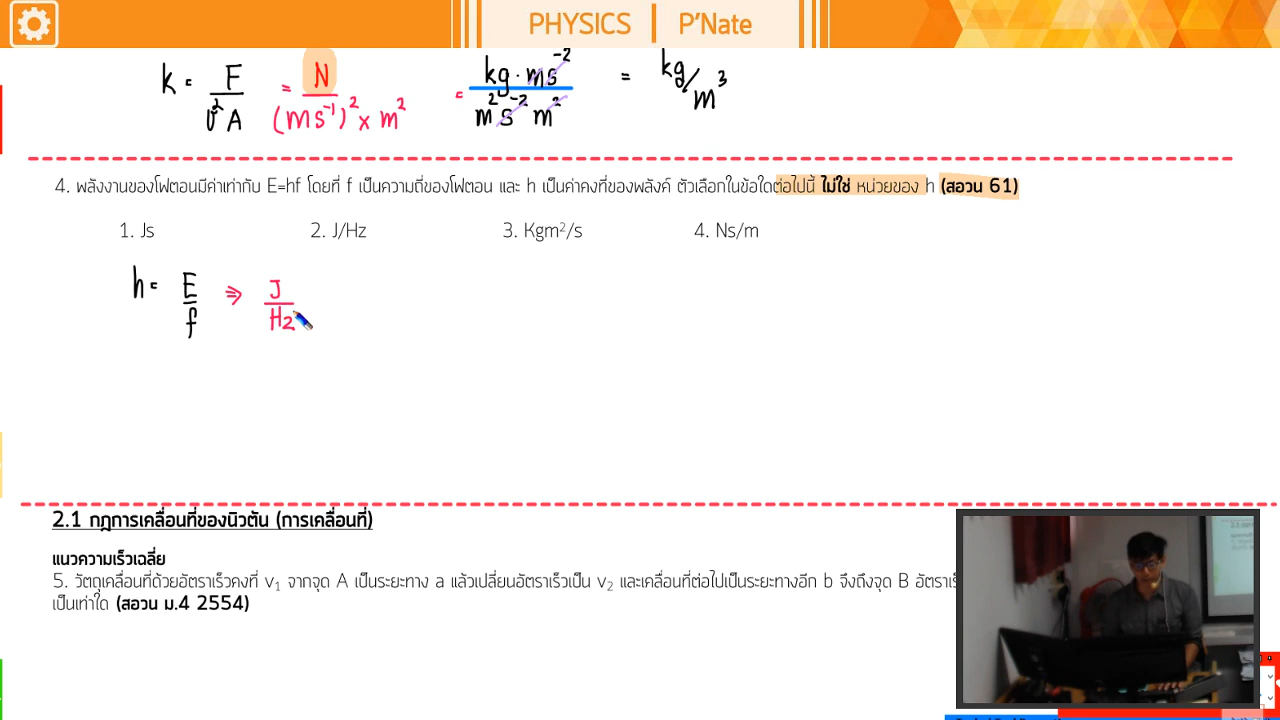 PHYSICS | P'Nate
k = F / v² A = N / (ms⁻¹)² x m² = kg · ms⁻² / m² s⁻² m² = kg/m³
4. พลังงานของโฟตอนมีค่าเท่ากับ E=hf โดยที่ f เป็นความถี่ของโฟตอน และ h เป็นค่าคงที่ของพลังค์ ตัวเลือกในข้อใดต่อไปนี้ ไม่ใช่ หน่วยของ h (สอวน 61)
1. Js 2. J/Hz 3. Kgm²/s 4. Ns/m
h = E / f ⇒ J / Hz
2.1 กฎการเคลื่อนที่ของนิวตัน (การเคลื่อนที่)
แนวความเร็วเฉลี่ย
5. วัตถุเคลื่อนที่ด้วยอัตราเร็วคงที่ v₁ จากจุด A เป็นระยะทาง a แล้วเปลี่ยนอัตราเร็วเป็น v₂ และเคลื่อนที่ต่อไปเป็นระยะทางอีก b จึงถึงจุด B
เป็นเท่าใด (สอวน ม.4 2554)